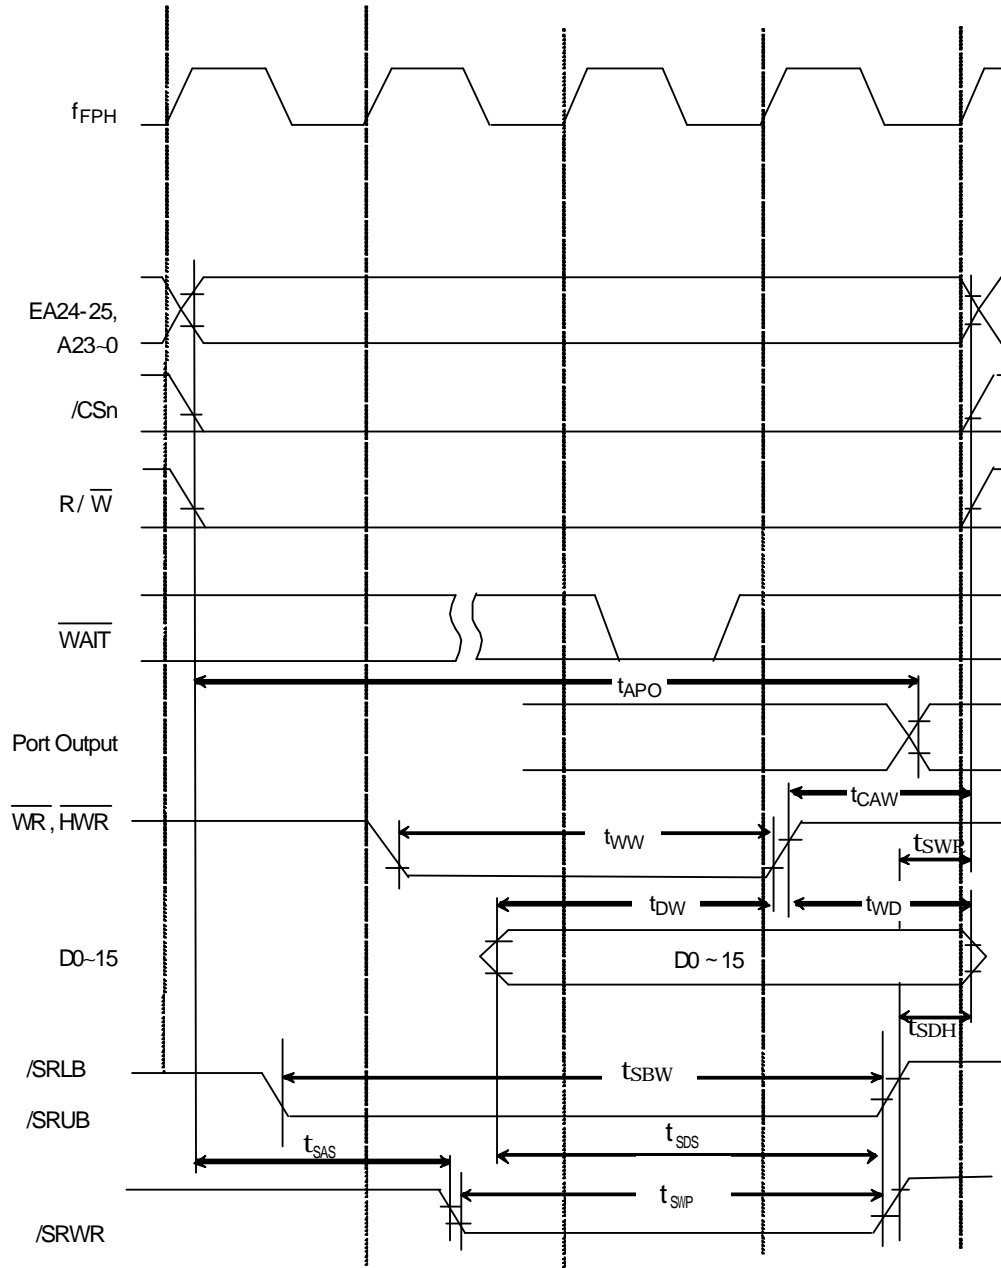 fFPH
EA24-25,
A23~0
/CSn
R / W
WAIT
tAPO
Port Output
tCAW
WR , HWR
tWW
tSWR
tDW
tWD
D0~15
D0 ~ 15
tSDH
/SRLB
tSBW
/SRUB
tSDS
tSAS
tSWP
/SRWR